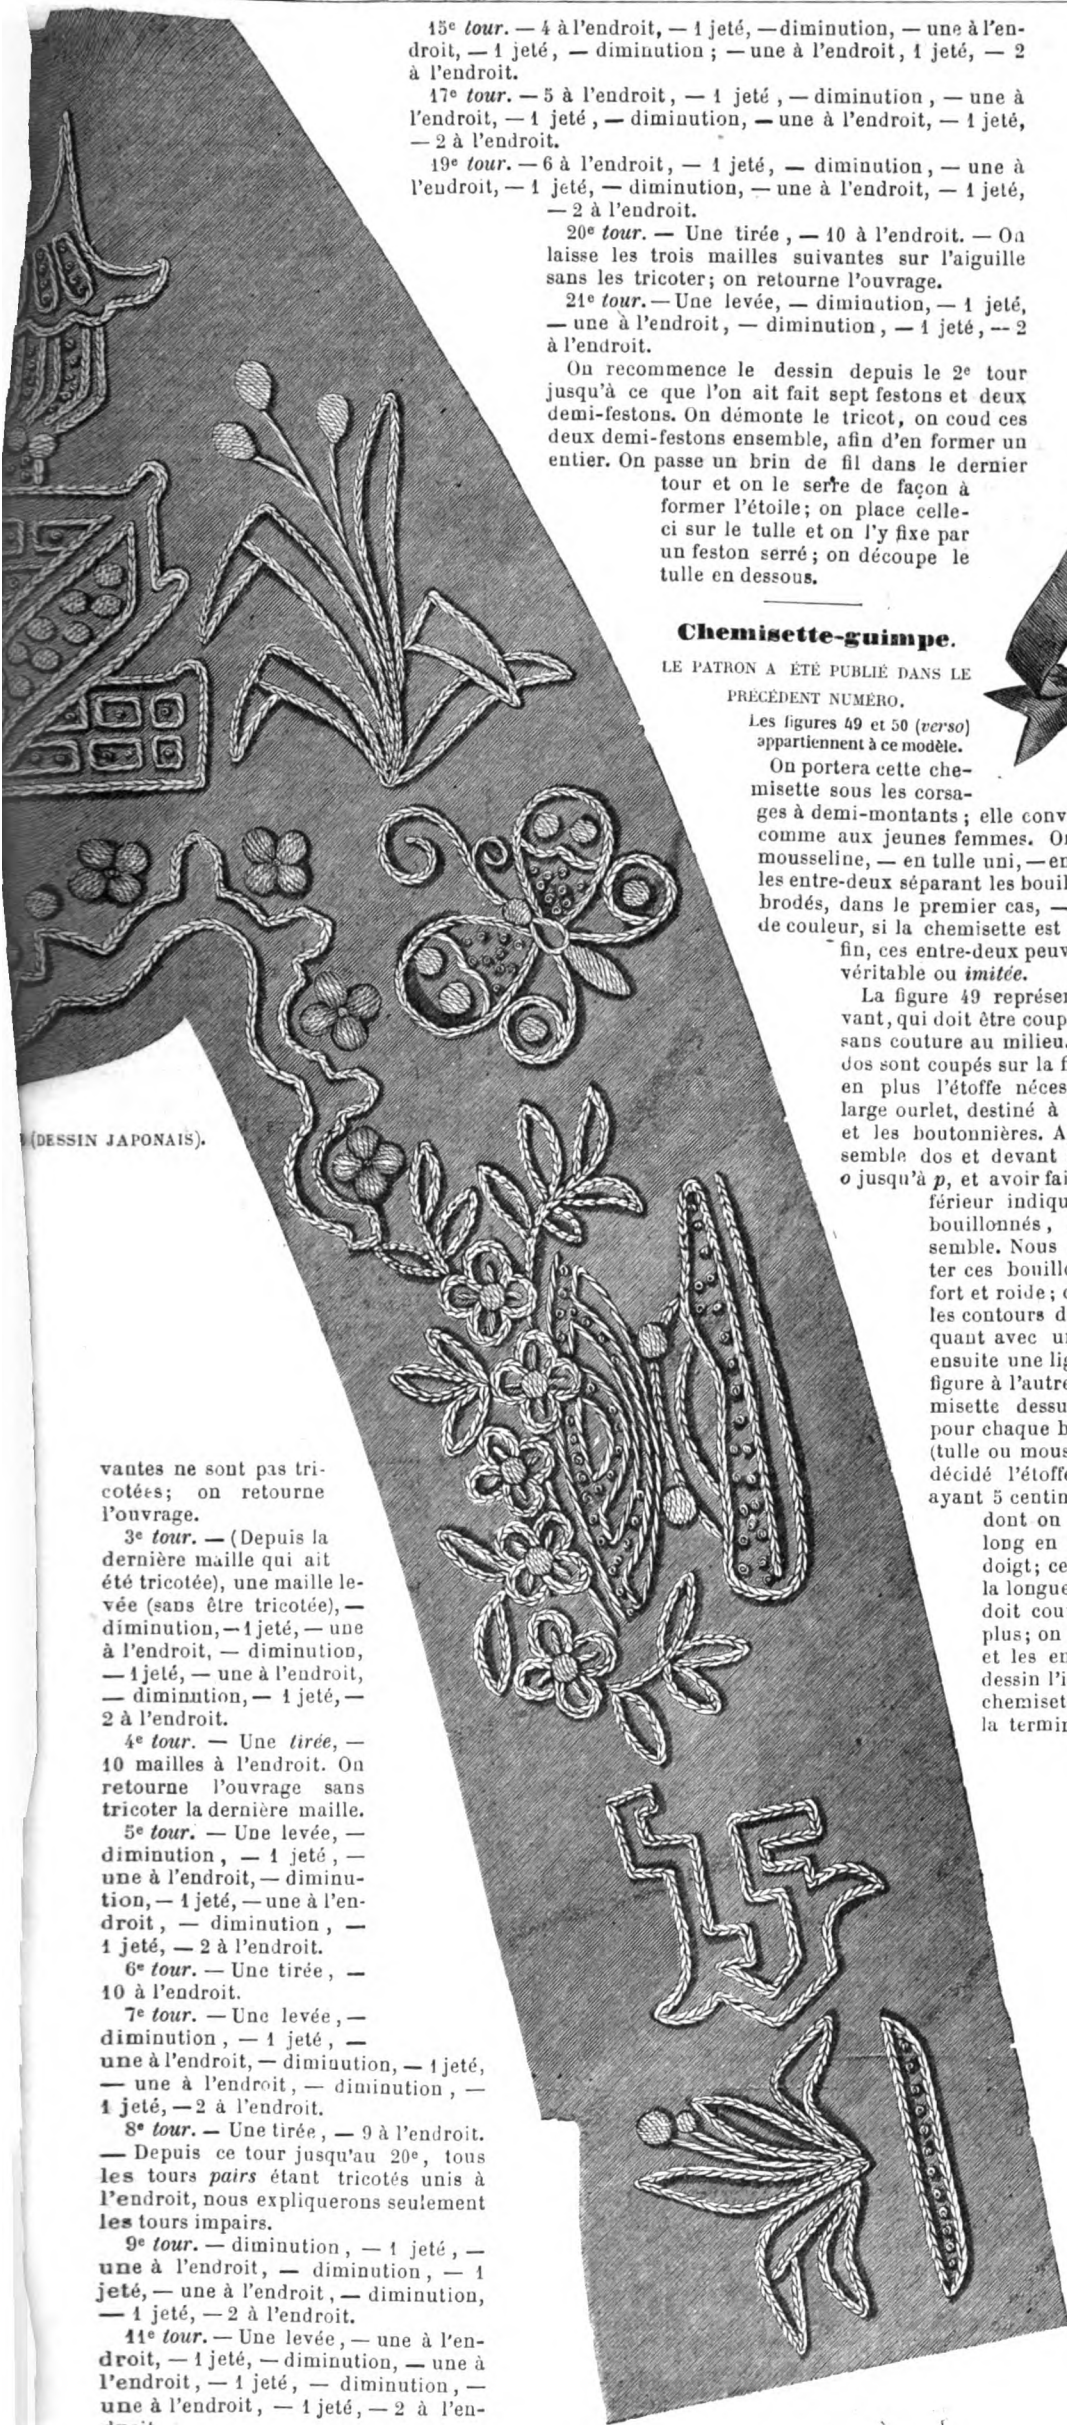 (DESSIN JAPONAIS).
vantes ne sont pas tri-
cotées; on retourne
l'ouvrage.
3e tour. — (Depuis la
dernière maille qui ait
été tricotée), une maille le-
vée (sans être tricotée), —
diminution, — 1 jeté, — une
à l'endroit, — diminution,
— 1 jeté, — une à l'endroit,
— diminution, — 1 jeté, —
2 à l'endroit.
4e tour. — Une tirée, —
10 mailles à l'endroit. On
retourne l'ouvrage sans
tricoter la dernière maille.
5e tour. — Une levée, —
diminution, — 1 jeté, —
une à l'endroit, — diminu-
tion, — 1 jeté, — une à l'en-
droit, — diminution, —
1 jeté, — 2 à l'endroit.
6e tour. — Une tirée, —
10 à l'endroit.
7e tour. — Une levée, —
diminution, — 1 jeté, —
une à l'endroit, — diminution, — 1 jeté,
— une à l'endroit, — diminution, —
1 jeté, — 2 à l'endroit.
8e tour. — Une tirée, — 9 à l'endroit.
— Depuis ce tour jusqu'au 20e, tous
les tours pairs étant tricotés unis à
l'endroit, nous expliquerons seulement
les tours impairs.
9e tour. — diminution, — 1 jeté, —
une à l'endroit, — diminution, — 1
jeté, — une à l'endroit, — diminution,
— 1 jeté, — 2 à l'endroit.
11e tour. — Une levée, — une à l'en-
droit, — 1 jeté, — diminution, — une à
l'endroit, — 1 jeté, — diminution, —
une à l'endroit, — 1 jeté, — 2 à l'en-
15e tour. — 4 à l'endroit, — 1 jeté, — diminution, — une à l'en-
droit, — 1 jeté, — diminution; — une à l'endroit, 1 jeté, — 2
à l'endroit.
17e tour. — 5 à l'endroit, — 1 jeté, — diminution, — une à
l'endroit, — 1 jeté, — diminution, — une à l'endroit, — 1 jeté,
— 2 à l'endroit.
19e tour. — 6 à l'endroit, — 1 jeté, — diminution, — une à
l'endroit, — 1 jeté, — diminution, — une à l'endroit, — 1 jeté,
— 2 à l'endroit.
20e tour. — Une tirée, — 10 à l'endroit. — On
laisse les trois mailles suivantes sur l'aiguille
sans les tricoter; on retourne l'ouvrage.
21e tour. — Une levée, — diminution, — 1 jeté,
— une à l'endroit, — diminution, — 1 jeté, — 2
à l'endroit.
On recommence le dessin depuis le 2e tour
jusqu'à ce que l'on ait fait sept festons et deux
demi-festons. On démonte le tricot, on coud ces
deux demi-festons ensemble, afin d'en former un
entier. On passe un brin de fil dans le dernier
tour et on le serre de façon à
former l'étoile; on place celle-
ci sur le tulle et on l'y fixe par
un feston serré; on découpe le
tulle en dessous.
Chemisette-guimpe.
LE PATRON A ÉTÉ PUBLIÉ DANS LE
PRÉCÉDENT NUMÉRO.
Les figures 49 et 50 (verso)
appartiennent à ce modèle.
On portera cette che-
misette sous les corsa-
ges à demi-montants; elle conv
comme aux jeunes femmes. On
mousseline, — en tulle uni, — en
les entre-deux séparant les bouil
brodés, dans le premier cas, —
de couleur, si la chemisette est
fin, ces entre-deux peuv
véritable ou imitée.
La figure 49 représen
vant, qui doit être coup
sans couture au milieu.
dos sont coupés sur la f
en plus l'étoffe néces
large ourlet, destiné à
et les boutonnières. A
semble dos et devant
o jusqu'à p, et avoir fai
férieur indiqu
bouillonnés,
semble. Nous
ter ces bouille
fort et roide; 
les contours d
quant avec un
ensuite une lig
figure à l'autre
misette dessu
pour chaque b
(tulle ou mous
décidé l'étoffe
ayant 5 centin
dont on
long en
doigt; ce
la longue
doit cou
plus; on
et les en
dessin l'i
chemiset
la termin